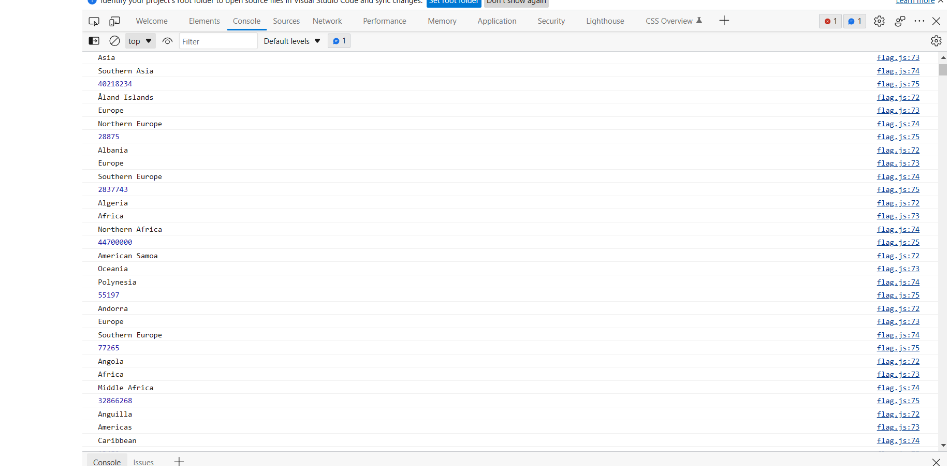 Identify your project's root folder to open source files in Visual Studio Code and sync changes. Set root folder Don't show again Learn more
Welcome Elements Console Sources Network Performance Memory Application Security Lighthouse CSS Overview 1 1
top Filter Default levels 1
Asia flag.js:73
Southern Asia flag.js:74
40218234 flag.js:75
Åland Islands flag.js:72
Europe flag.js:73
Northern Europe flag.js:74
28875 flag.js:75
Albania flag.js:72
Europe flag.js:73
Southern Europe flag.js:74
2837743 flag.js:75
Algeria flag.js:72
Africa flag.js:73
Northern Africa flag.js:74
44700000 flag.js:75
American Samoa flag.js:72
Oceania flag.js:73
Polynesia flag.js:74
55197 flag.js:75
Andorra flag.js:72
Europe flag.js:73
Southern Europe flag.js:74
77265 flag.js:75
Angola flag.js:72
Africa flag.js:73
Middle Africa flag.js:74
32866268 flag.js:75
Anguilla flag.js:72
Americas flag.js:73
Caribbean flag.js:74
Console Issues